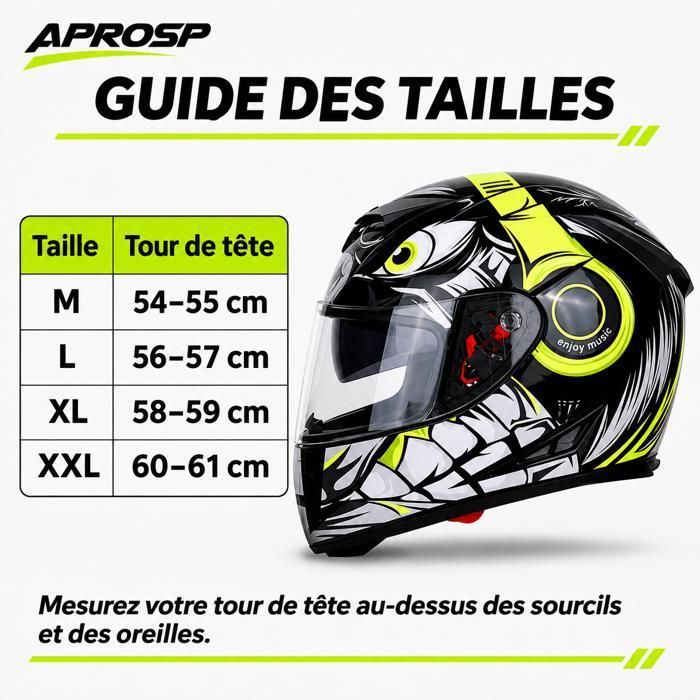 APROSP
GUIDE DES TAILLES
Taille Tour de tête
M 54–55 cm
L 56–57 cm
XL 58–59 cm
XXL 60–61 cm
enjoy music
Mesurez votre tour de tête au-dessus des sourcils
et des oreilles.